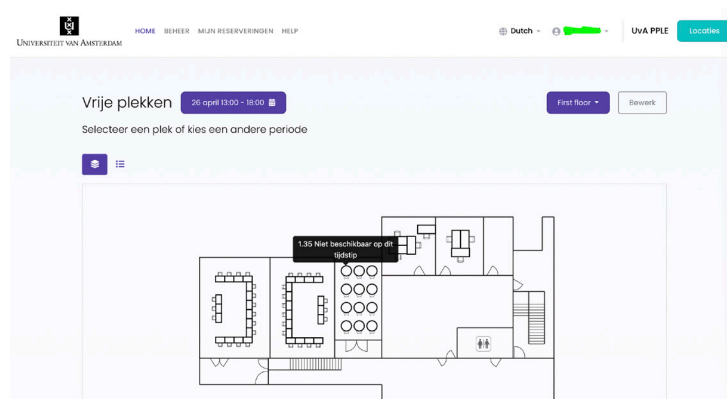 HOME BEHEER MIJN RESERVERINGEN HELP Dutch UvA PPLE Locaties
UNIVERSITEIT VAN AMSTERDAM
Vrije plekken 26 april 13:00 - 18:00 First floor Bewerk
Selecteer een plek of kies een andere periode
1.35 Niet beschikbaar op dit
tijdstip